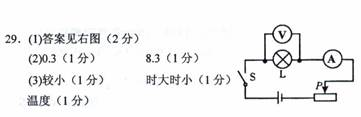 29. (1)答案见右图（2分）
(2)0.3（1分） 8.3（1分）
(3)较小（1分） 时大时小（1分）
温度（1分）
V
A
S
L
P